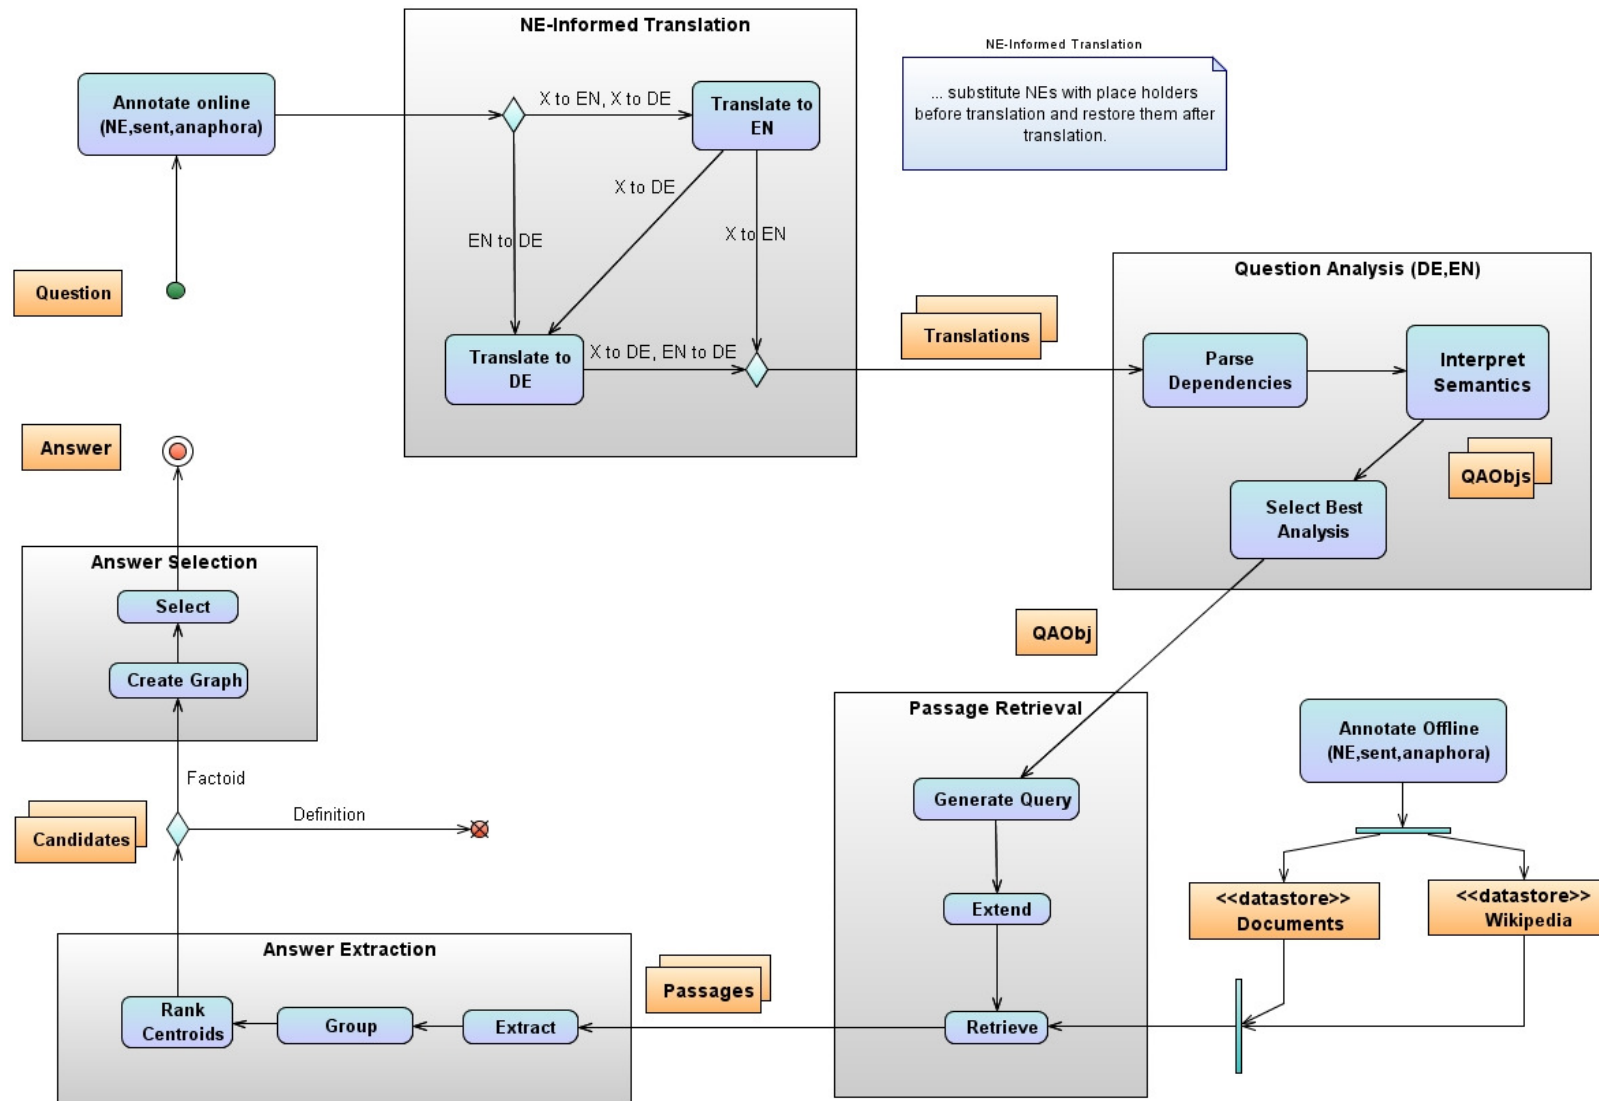 NE-Informed Translation
Annotate online
(NE,sent,anaphora)
X to EN, X to DE
Translate to
EN
X to DE
EN to DE
X to EN
Translate to
DE
X to DE, EN to DE
NE-Informed Translation
... substitute NEs with place holders
before translation and restore them after
translation.
Question
Translations
Question Analysis (DE,EN)
Parse
Dependencies
Interpret
Semantics
QAObjs
Select Best
Analysis
QAObj
Answer
Answer Selection
Select
Create Graph
Factoid
Definition
Candidates
Passage Retrieval
Generate Query
Extend
Retrieve
Annotate Offline
(NE,sent,anaphora)
<<datastore>>
Documents
<<datastore>>
Wikipedia
Passages
Answer Extraction
Rank
Centroids
Group
Extract